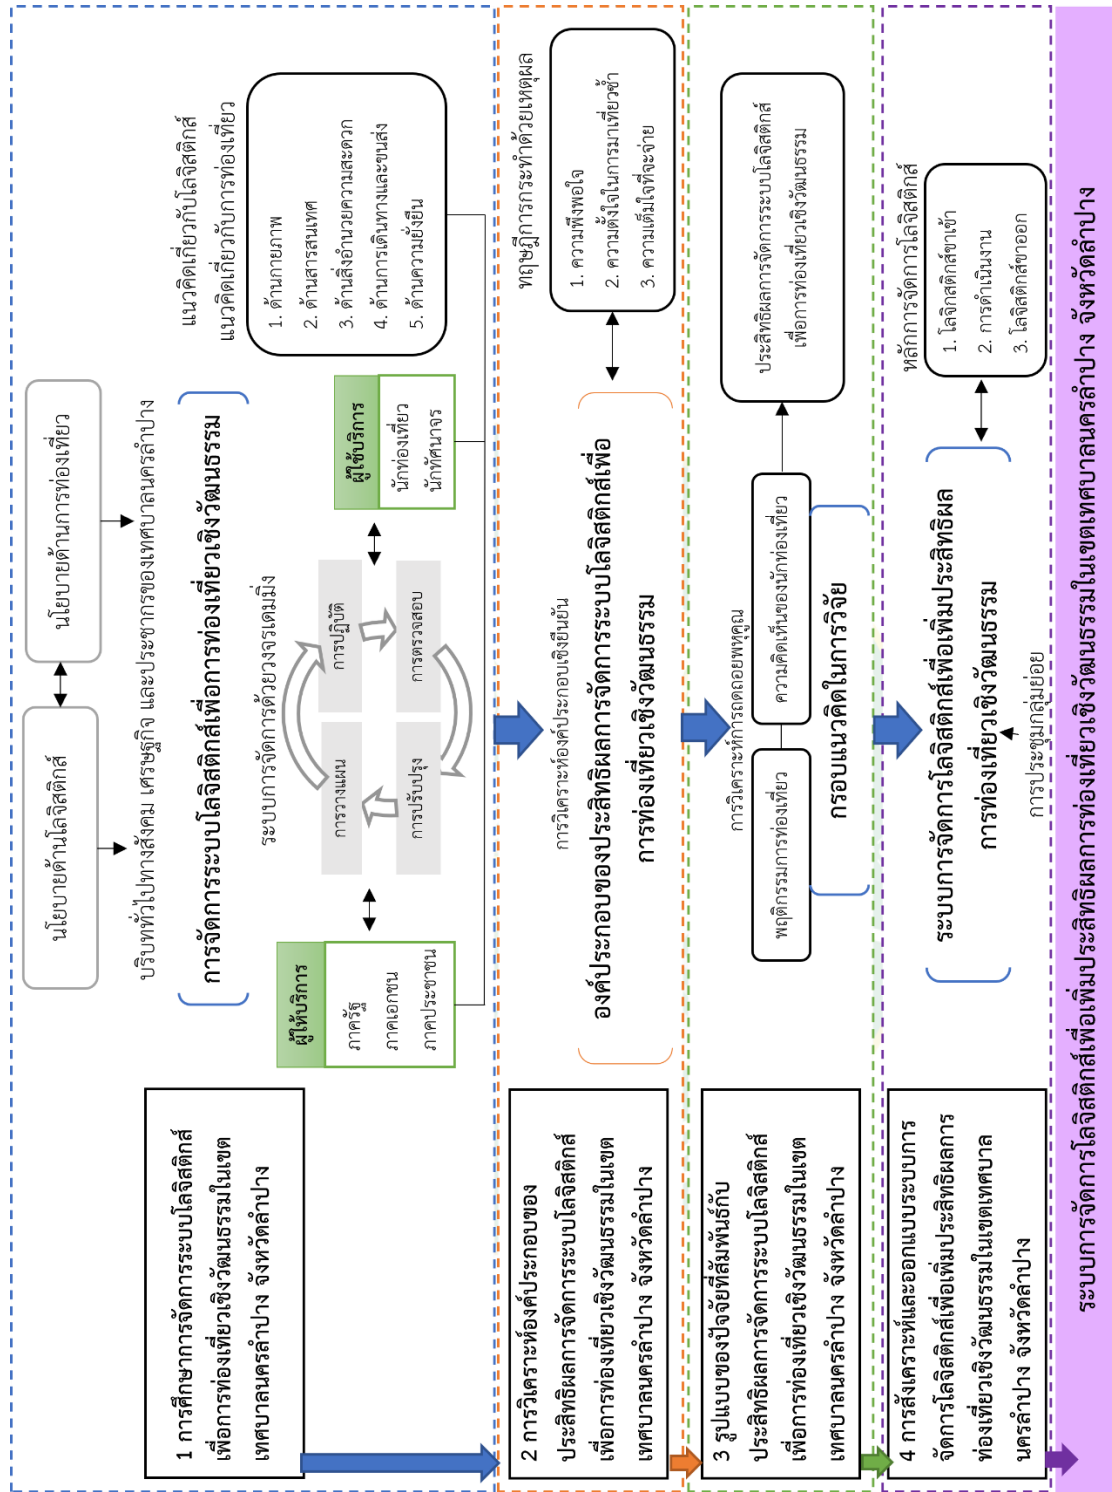 นโยบายด้านโลจิสติกส์
นโยบายด้านการท่องเที่ยว
บริบททั่วไปทางสังคม เศรษฐกิจ และประชากรของเทศบาลนครลำปาง
การจัดการระบบโลจิสติกส์เพื่อการท่องเที่ยวเชิงวัฒนธรรม
ระบบการจัดการด้วยวงจรเดมมิ่ง
ผู้ให้บริการ
ภาครัฐ
ภาคเอกชน
ภาคประชาชน
การวางแผน
การปฏิบัติ
การปรับปรุง
การตรวจสอบ
ผู้ใช้บริการ
นักท่องเที่ยว
นักทัศนาจร
แนวคิดเกี่ยวกับโลจิสติกส์
แนวคิดเกี่ยวกับการท่องเที่ยว
1. ด้านกายภาพ
2. ด้านสารสนเทศ
3. ด้านสิ่งอำนวยความสะดวก
4. ด้านการเดินทางและขนส่ง
5. ด้านความยั่งยืน
1 การศึกษาการจัดการระบบโลจิสติกส์
เพื่อการท่องเที่ยวเชิงวัฒนธรรมในเขต
เทศบาลนครลำปาง จังหวัดลำปาง
2 การวิเคราะห์องค์ประกอบของ
ประสิทธิผลการจัดการระบบโลจิสติกส์
เพื่อการท่องเที่ยวเชิงวัฒนธรรมในเขต
เทศบาลนครลำปาง จังหวัดลำปาง
การวิเคราะห์องค์ประกอบเชิงยืนยัน
องค์ประกอบของประสิทธิผลการจัดการระบบโลจิสติกส์เพื่อ
การท่องเที่ยวเชิงวัฒนธรรม
ทฤษฎีการกระทำด้วยเหตุผล
1. ความพึงพอใจ
2. ความตั้งใจในการมาเที่ยวซ้ำ
3. ความเต็มใจที่จะจ่าย
3 รูปแบบของปัจจัยที่สัมพันธ์กับ
ประสิทธิผลการจัดการระบบโลจิสติกส์
เพื่อการท่องเที่ยวเชิงวัฒนธรรมในเขต
เทศบาลนครลำปาง จังหวัดลำปาง
การวิเคราะห์การถดถอยพหุคูณ
พฤติกรรมการท่องเที่ยว
ความคิดเห็นของนักท่องเที่ยว
กรอบแนวคิดในการวิจัย
ประสิทธิผลการจัดการระบบโลจิสติกส์
เพื่อการท่องเที่ยวเชิงวัฒนธรรม
4 การสังเคราะห์และออกแบบระบบการ
จัดการโลจิสติกส์เพื่อเพิ่มประสิทธิผลการ
ท่องเที่ยวเชิงวัฒนธรรมในเขตเทศบาล
นครลำปาง จังหวัดลำปาง
ระบบการจัดการโลจิสติกส์เพื่อเพิ่มประสิทธิผล
การท่องเที่ยวเชิงวัฒนธรรม
การประชุมกลุ่มย่อย
หลักการจัดการโลจิสติกส์
1. โลจิกสติกส์ขาเข้า
2. การดำเนินงาน
3. โลจิสติกส์ขาออก
ระบบการจัดการโลจิสติกส์เพื่อเพิ่มประสิทธิผลการท่องเที่ยวเชิงวัฒนธรรมในเขตเทศบาลนครลำปาง จังหวัดลำปาง